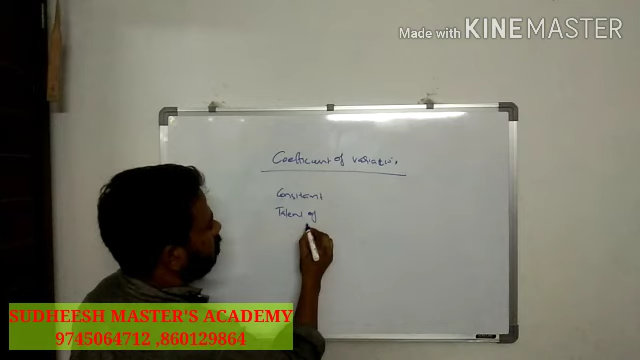 Made with KINEMASTER
Coefficient of variation.
Consistent
Talent of
SUDHEESH MASTER'S ACADEMY
9745064712 ,860129864